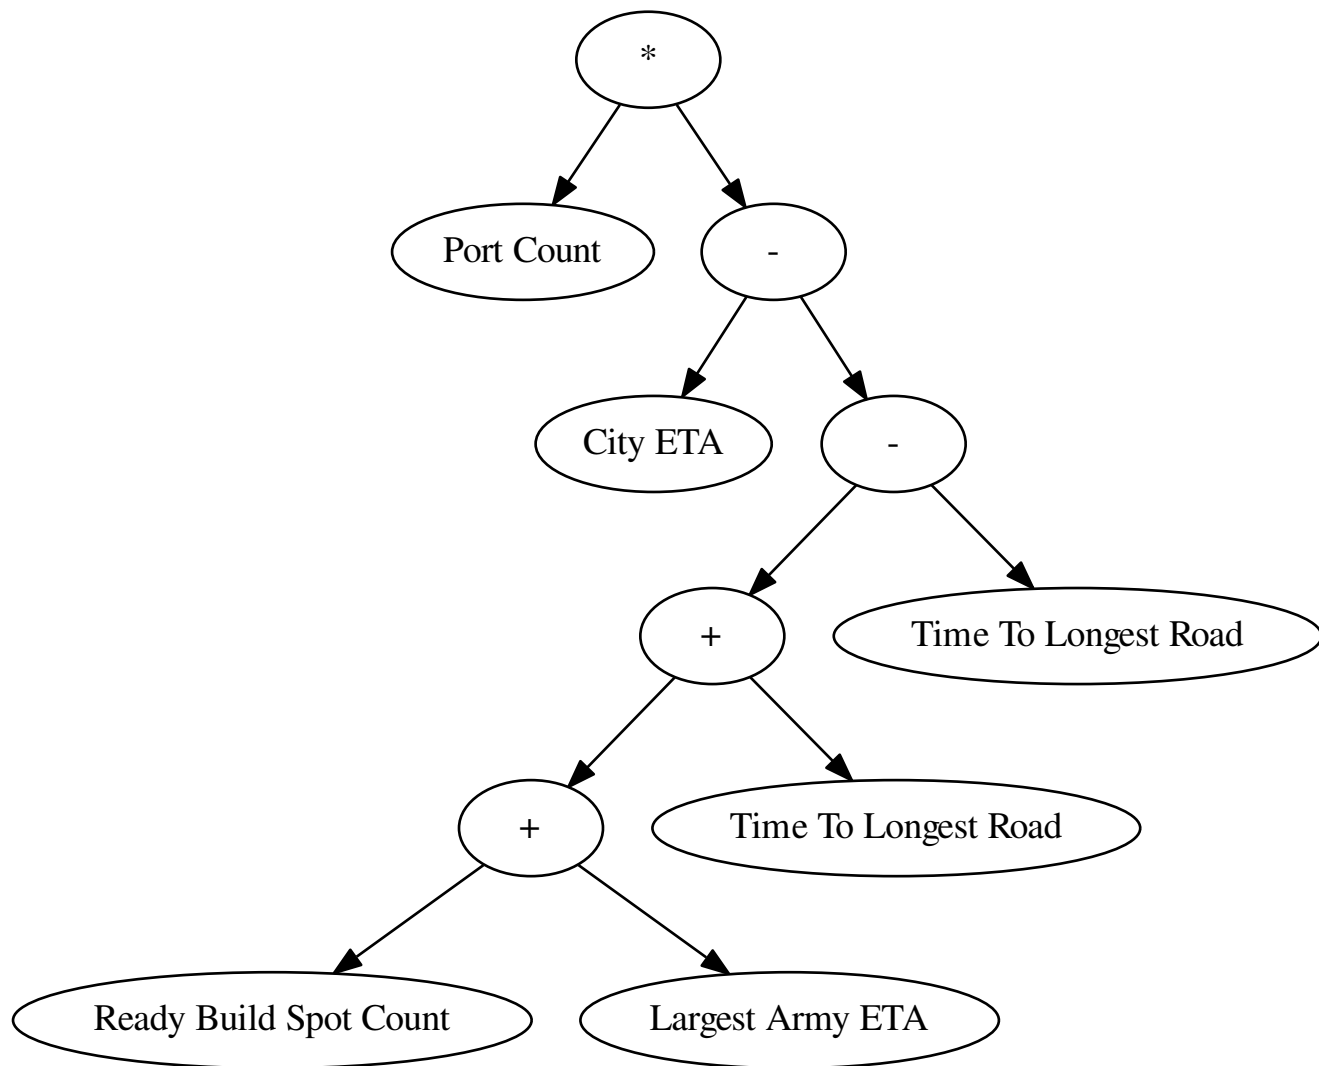 *
Port Count
-
City ETA
-
+
Time To Longest Road
+
Time To Longest Road
Ready Build Spot Count
Largest Army ETA